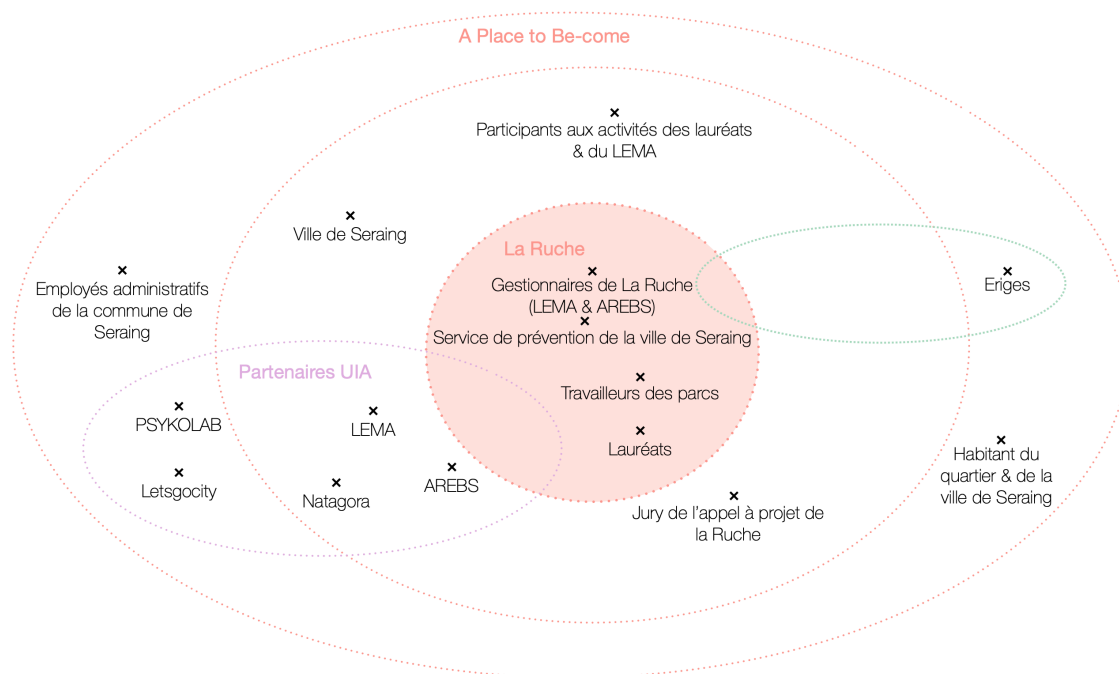 A Place to Be-come
Participants aux activités des lauréats
& du LEMA
Ville de Seraing
La Ruche
Gestionnaires de La Ruche
(LEMA & AREBS)
Eriges
Employés administratifs
de la commune de
Seraing
Service de prévention de la ville de Seraing
Partenaires UIA
Travailleurs des parcs
PSYKOLAB
LEMA
Lauréats
Habitant du
quartier & de la
ville de Seraing
Letsgocity
Natagora
AREBS
Jury de l'appel à projet de
la Ruche